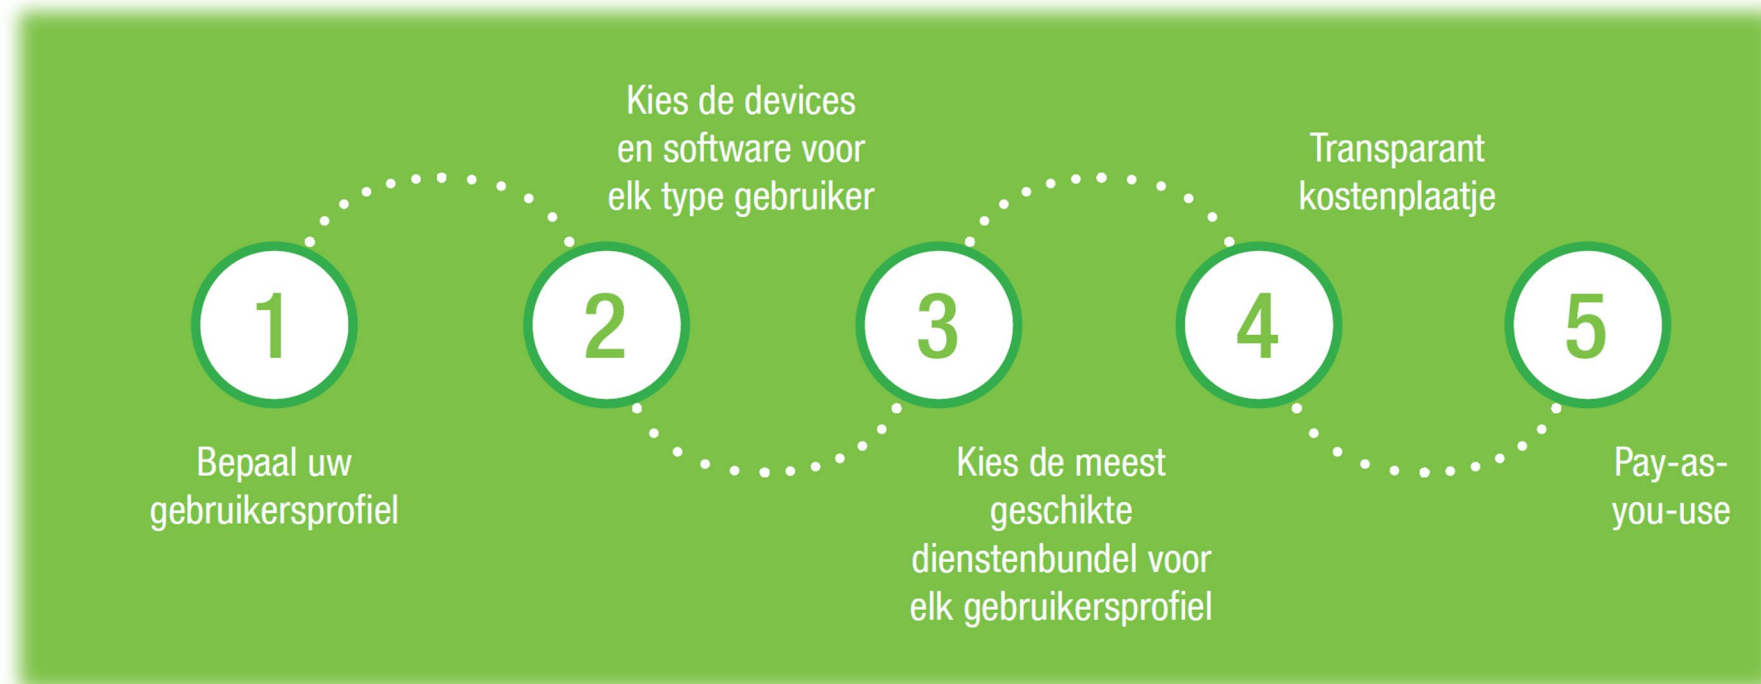 1
Bepaal uw
gebruikersprofiel
2
Kies de devices
en software voor
elk type gebruiker
3
Kies de meest
geschikte
dienstenbundel voor
elk gebruikersprofiel
4
Transparant
kostenplaatje
5
Pay-as-
you-use